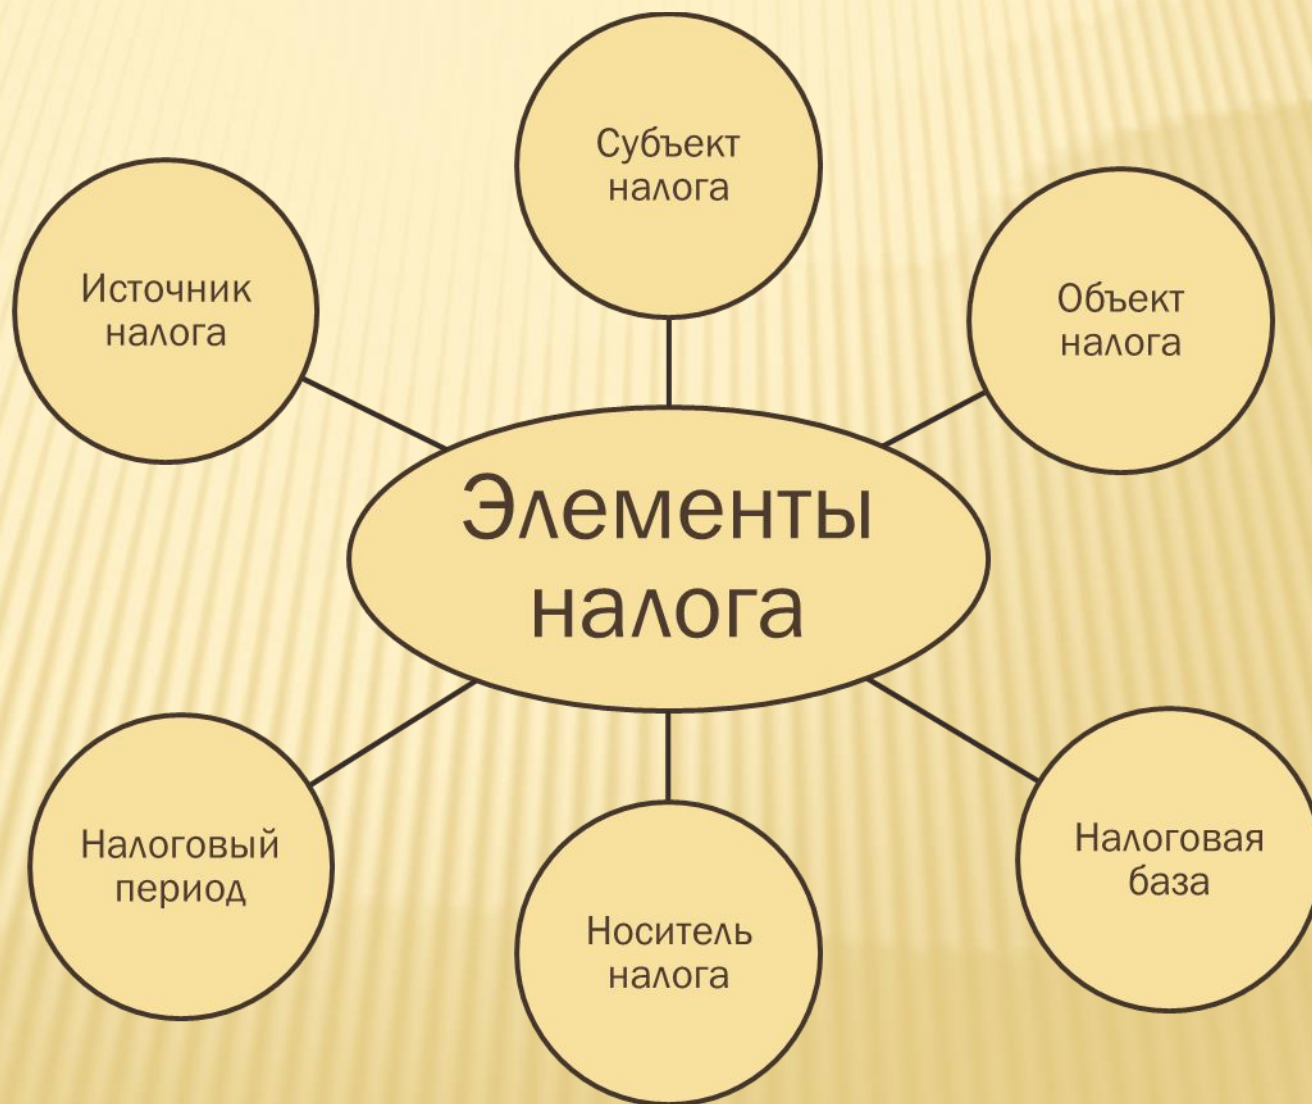 Субъект
налога
Источник
налога
Объект
налога
Элементы
налога
Налоговый
период
Налоговая
база
Носитель
налога